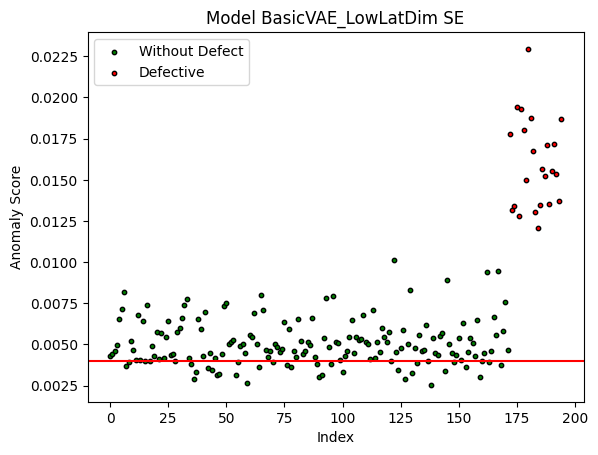 Model BasicVAE_LowLatDim SE
Without Defect
Defective
Anomaly Score
0.0225
0.0200
0.0175
0.0150
0.0125
0.0100
0.0075
0.0050
0.0025
0 25 50 75 100 125 150 175 200
Index